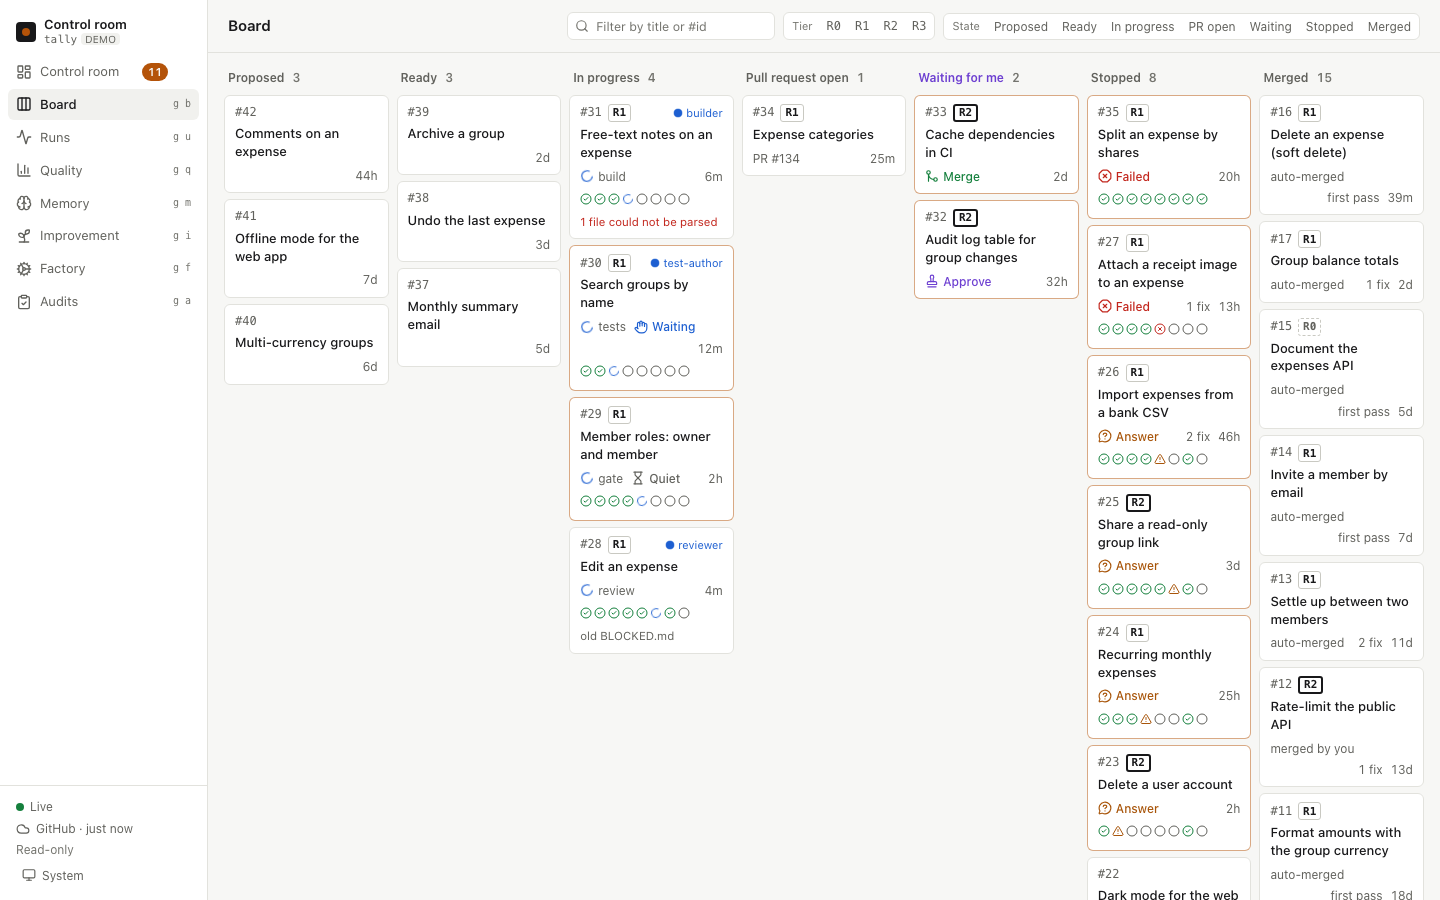 Control room
tally DEMO
Control room 11
Board g b
Runs g u
Quality g q
Memory g m
Improvement g i
Factory g f
Audits g a
Live
GitHub · just now
Read-only
System
Board
Filter by title or #id
Tier R0 R1 R2 R3
State Proposed Ready In progress PR open Waiting Stopped Merged
Proposed 3
#42
Comments on an
expense
44h
#41
Offline mode for the
web app
7d
#40
Multi-currency groups
6d
Ready 3
#39
Archive a group
2d
#38
Undo the last expense
3d
#37
Monthly summary
email
5d
In progress 4
#31 R1 builder
Free-text notes on an
expense
build 6m
1 file could not be parsed
#30 R1 test-author
Search groups by
name
tests Waiting
12m
#29 R1
Member roles: owner
and member
gate Quiet 2h
#28 R1 reviewer
Edit an expense
review 4m
old BLOCKED.md
Pull request open 1
#34 R1
Expense categories
PR #134 25m
Waiting for me 2
#33 R2
Cache dependencies
in CI
Merge 2d
#32 R2
Audit log table for
group changes
Approve 32h
Stopped 8
#35 R1
Split an expense by
shares
Failed 20h
#27 R1
Attach a receipt image
to an expense
Failed 1 fix 13h
#26 R1
Import expenses from
a bank CSV
Answer 2 fix 46h
#25 R2
Share a read-only
group link
Answer 3d
#24 R1
Recurring monthly
expenses
Answer 25h
#23 R2
Delete a user account
Answer 2h
#22
Dark mode for the web
Merged 15
#16 R1
Delete an expense
(soft delete)
auto-merged
first pass 39m
#17 R1
Group balance totals
auto-merged 1 fix 2d
#15 R0
Document the
expenses API
auto-merged
first pass 5d
#14 R1
Invite a member by
email
auto-merged
first pass 7d
#13 R1
Settle up between two
members
auto-merged 2 fix 11d
#12 R2
Rate-limit the public
API
merged by you
1 fix 13d
#11 R1
Format amounts with
the group currency
auto-merged
first pass 18d